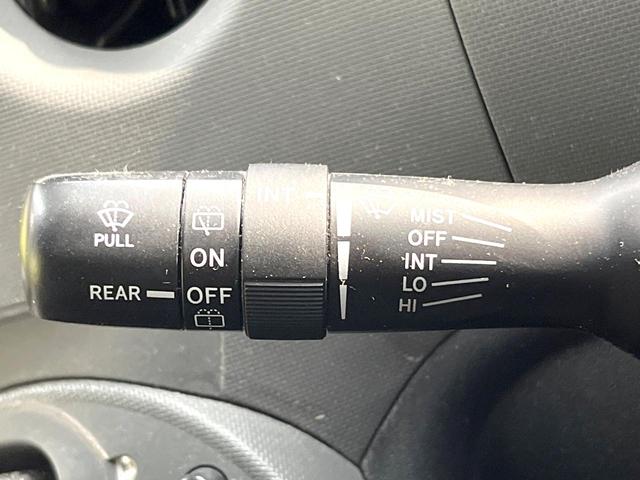 PULL
REAR
ON
OFF
INT
MIST
OFF
INT
LO
HI